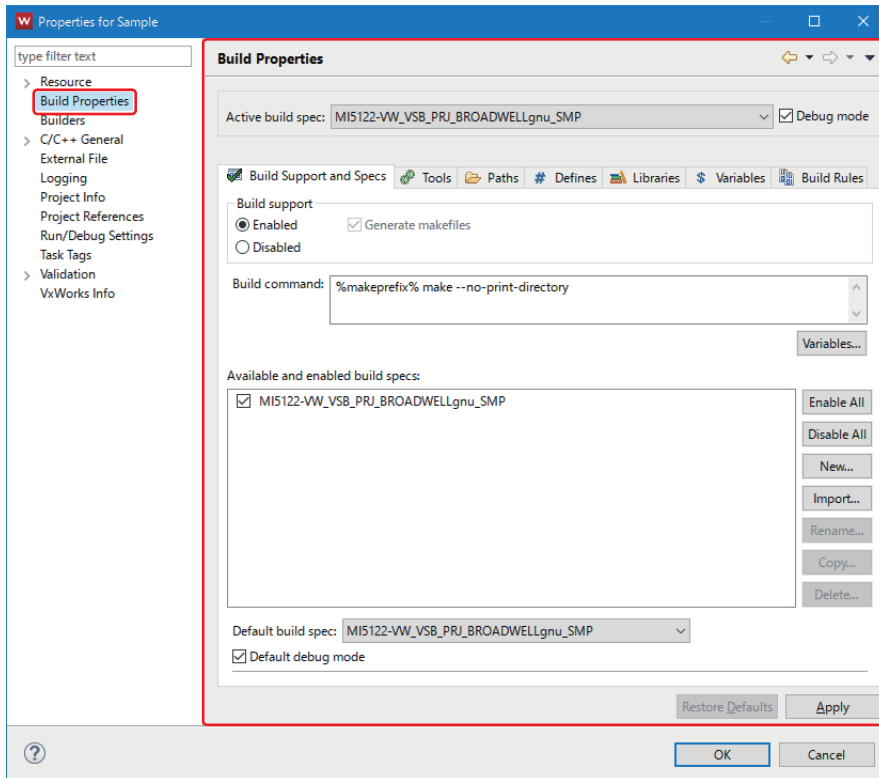 Properties for Sample
type filter text
Resource
Build Properties
Builders
C/C++ General
External File
Logging
Project Info
Project References
Run/Debug Settings
Task Tags
Validation
VxWorks Info
Build Properties
Active build spec: MI5122-VW_VSB_PRJ_BROADWELLgnu_SMP Debug mode
Build Support and Specs Tools Paths # Defines Libraries $ Variables Build Rules
Build support
Enabled Generate makefiles
Disabled
Build command: %makeprefix% make --no-print-directory
Variables...
Available and enabled build specs:
MI5122-VW_VSB_PRJ_BROADWELLgnu_SMP
Enable All
Disable All
New...
Import...
Rename...
Copy...
Delete...
Default build spec: MI5122-VW_VSB_PRJ_BROADWELLgnu_SMP
Default debug mode
Restore Defaults Apply
? OK Cancel